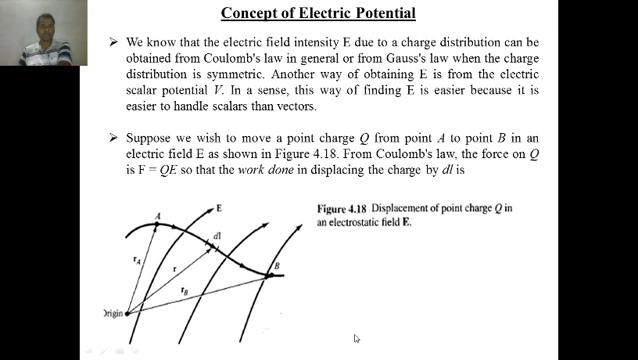 Concept of Electric Potential
➢ We know that the electric field intensity E due to a charge distribution can be
obtained from Coulomb's law in general or from Gauss's law when the charge
distribution is symmetric. Another way of obtaining E is from the electric
scalar potential V. In a sense, this way of finding E is easier because it is
easier to handle scalars than vectors.
➢ Suppose we wish to move a point charge Q from point A to point B in an
electric field E as shown in Figure 4.18. From Coulomb's law, the force on Q
is F = QE so that the work done in displacing the charge by dl is
Figure 4.18 Displacement of point charge Q in
an electrostatic field E.
A
E
dl
B
rA
r
rB
Origin